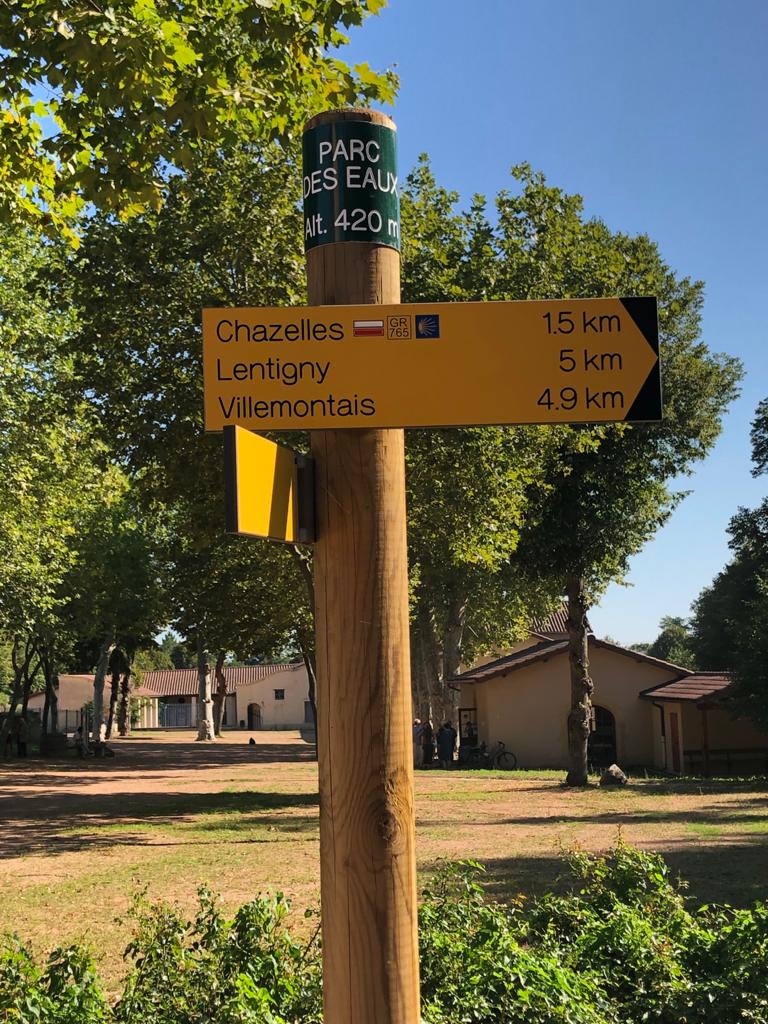 PARC
DES EAUX
Alt. 420 m
Chazelles GR 765 1.5 km
Lentigny 5 km
Villemontais 4.9 km